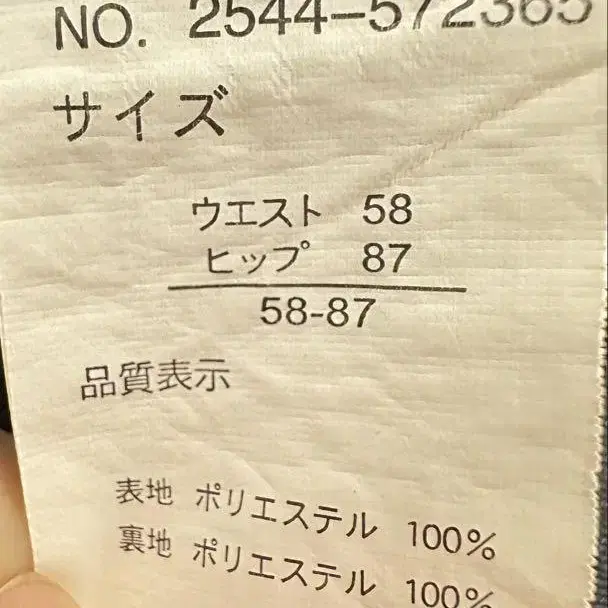 NO. 2544-572365
サイズ
ウエスト 58
ヒップ 87
58-87
品質表示
表地 ポリエステル 100%
裏地 ポリエステル 100%